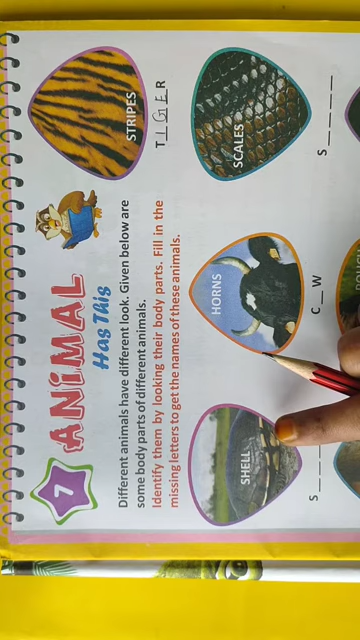 7
ANIMAL
Has This
Different animals have different look. Given below are
some body parts of different animals.
Identify them by looking their body parts. Fill in the
missing letters to get the names of these animals.
SHELL
HORNS
SCALES
STRIPES
S _ _ _
C _ W
S _ _ _ _
T I G E R